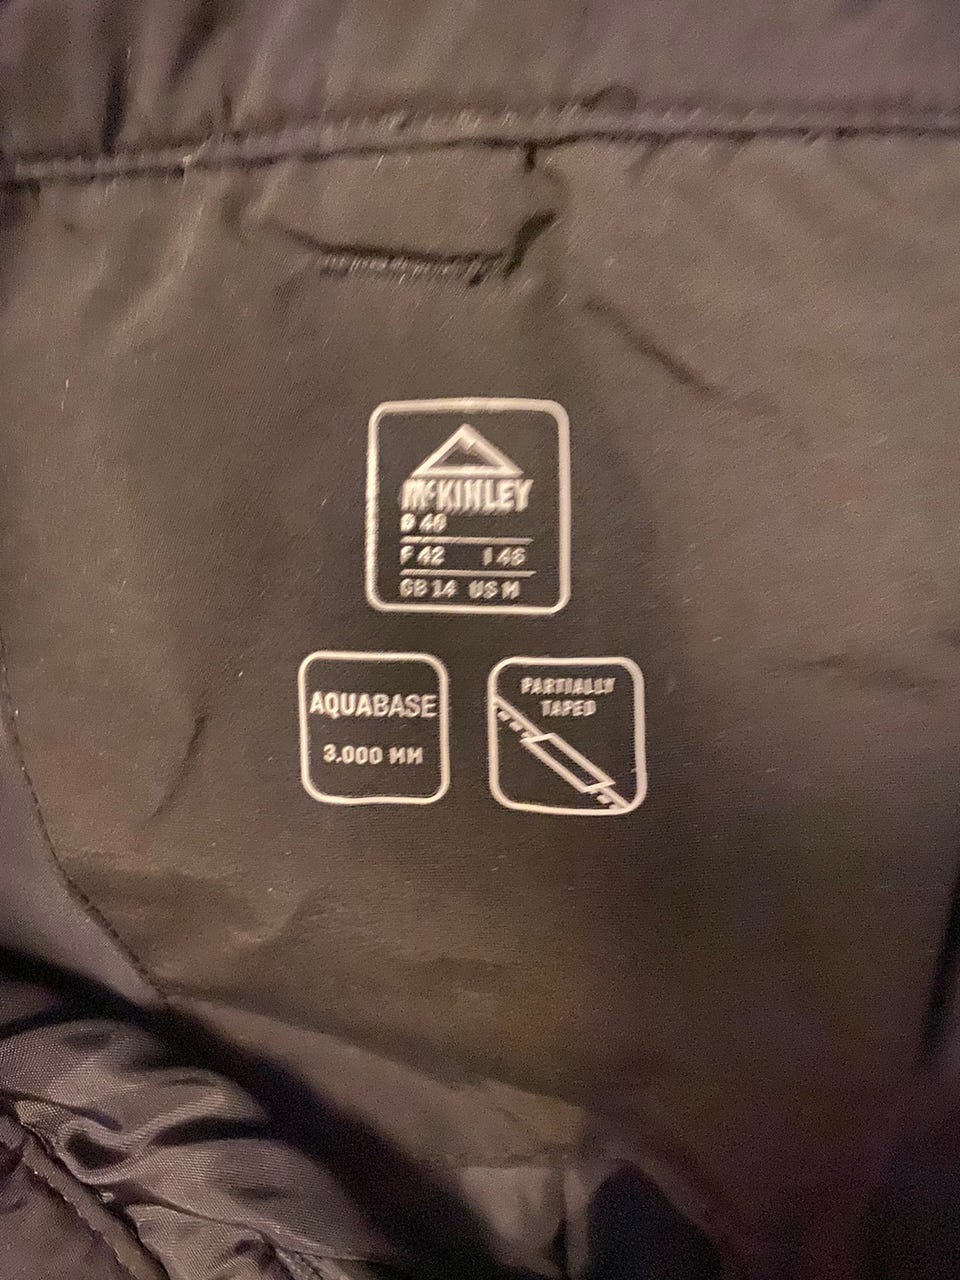 McKINLEY
D 40
F 42 I 46
GB 14 US M
AQUABASE
3.000 MM
PARTIALLY
TAPED